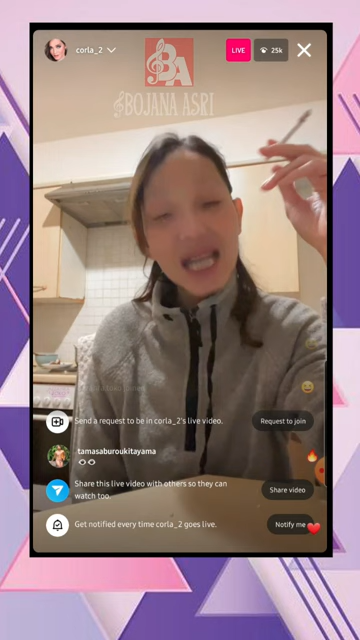 corla_2
LIVE
25k
BA
BOJANA ASRI
Send a request to be in corla_2's live video.
Request to join
tamasaburoukitayama
👀
Share this live video with others so they can
watch too.
Share video
Get notified every time corla_2 goes live.
Notify me